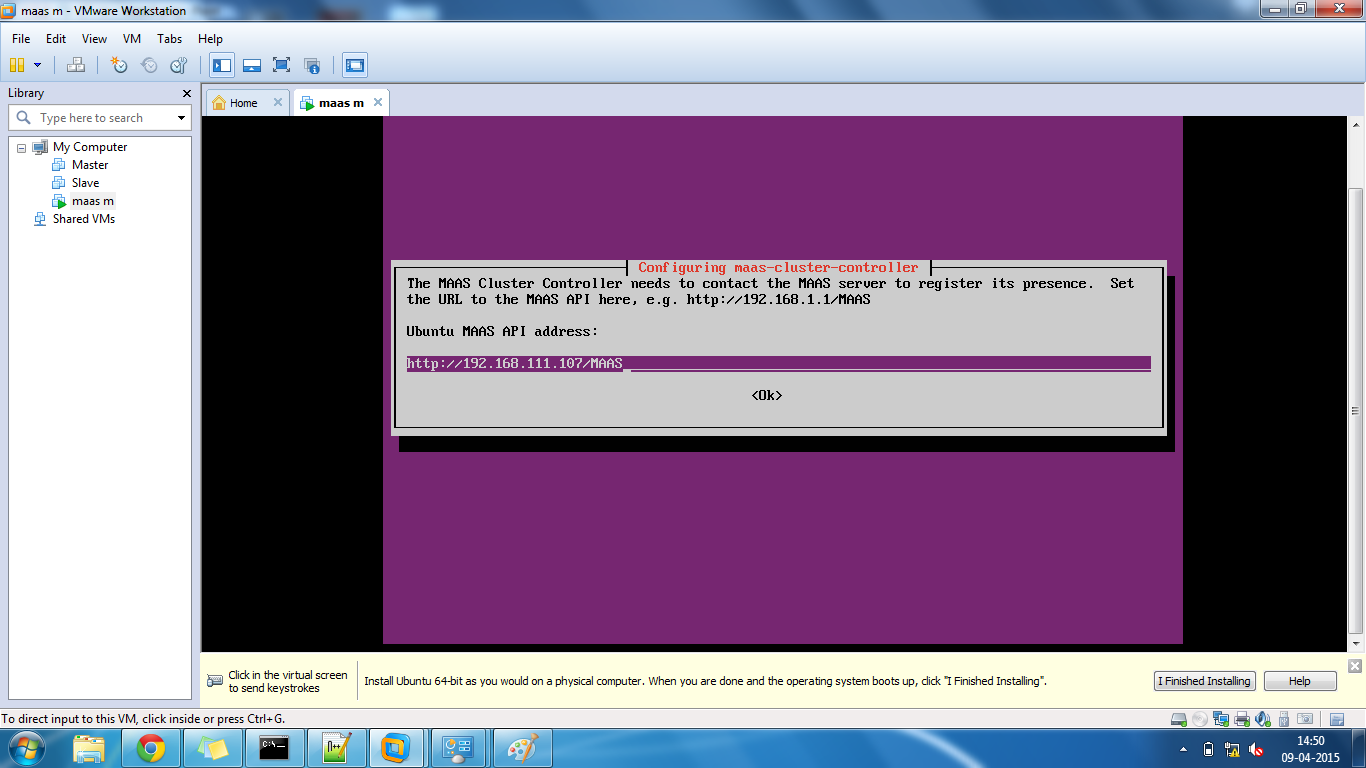 maas m - VMware Workstation
File Edit View VM Tabs Help
Library
Type here to search
My Computer
Master
Slave
maas m
Shared VMs
Home
maas m
Configuring maas-cluster-controller
The MAAS Cluster Controller needs to contact the MAAS server to register its presence.  Set
the URL to the MAAS API here, e.g. http://192.168.1.1/MAAS
Ubuntu MAAS API address:
http://192.168.111.107/MAAS
<Ok>
Click in the virtual screen
to send keystrokes
Install Ubuntu 64-bit as you would on a physical computer. When you are done and the operating system boots up, click "I Finished Installing".
I Finished Installing
Help
To direct input to this VM, click inside or press Ctrl+G.
14:50
09-04-2015